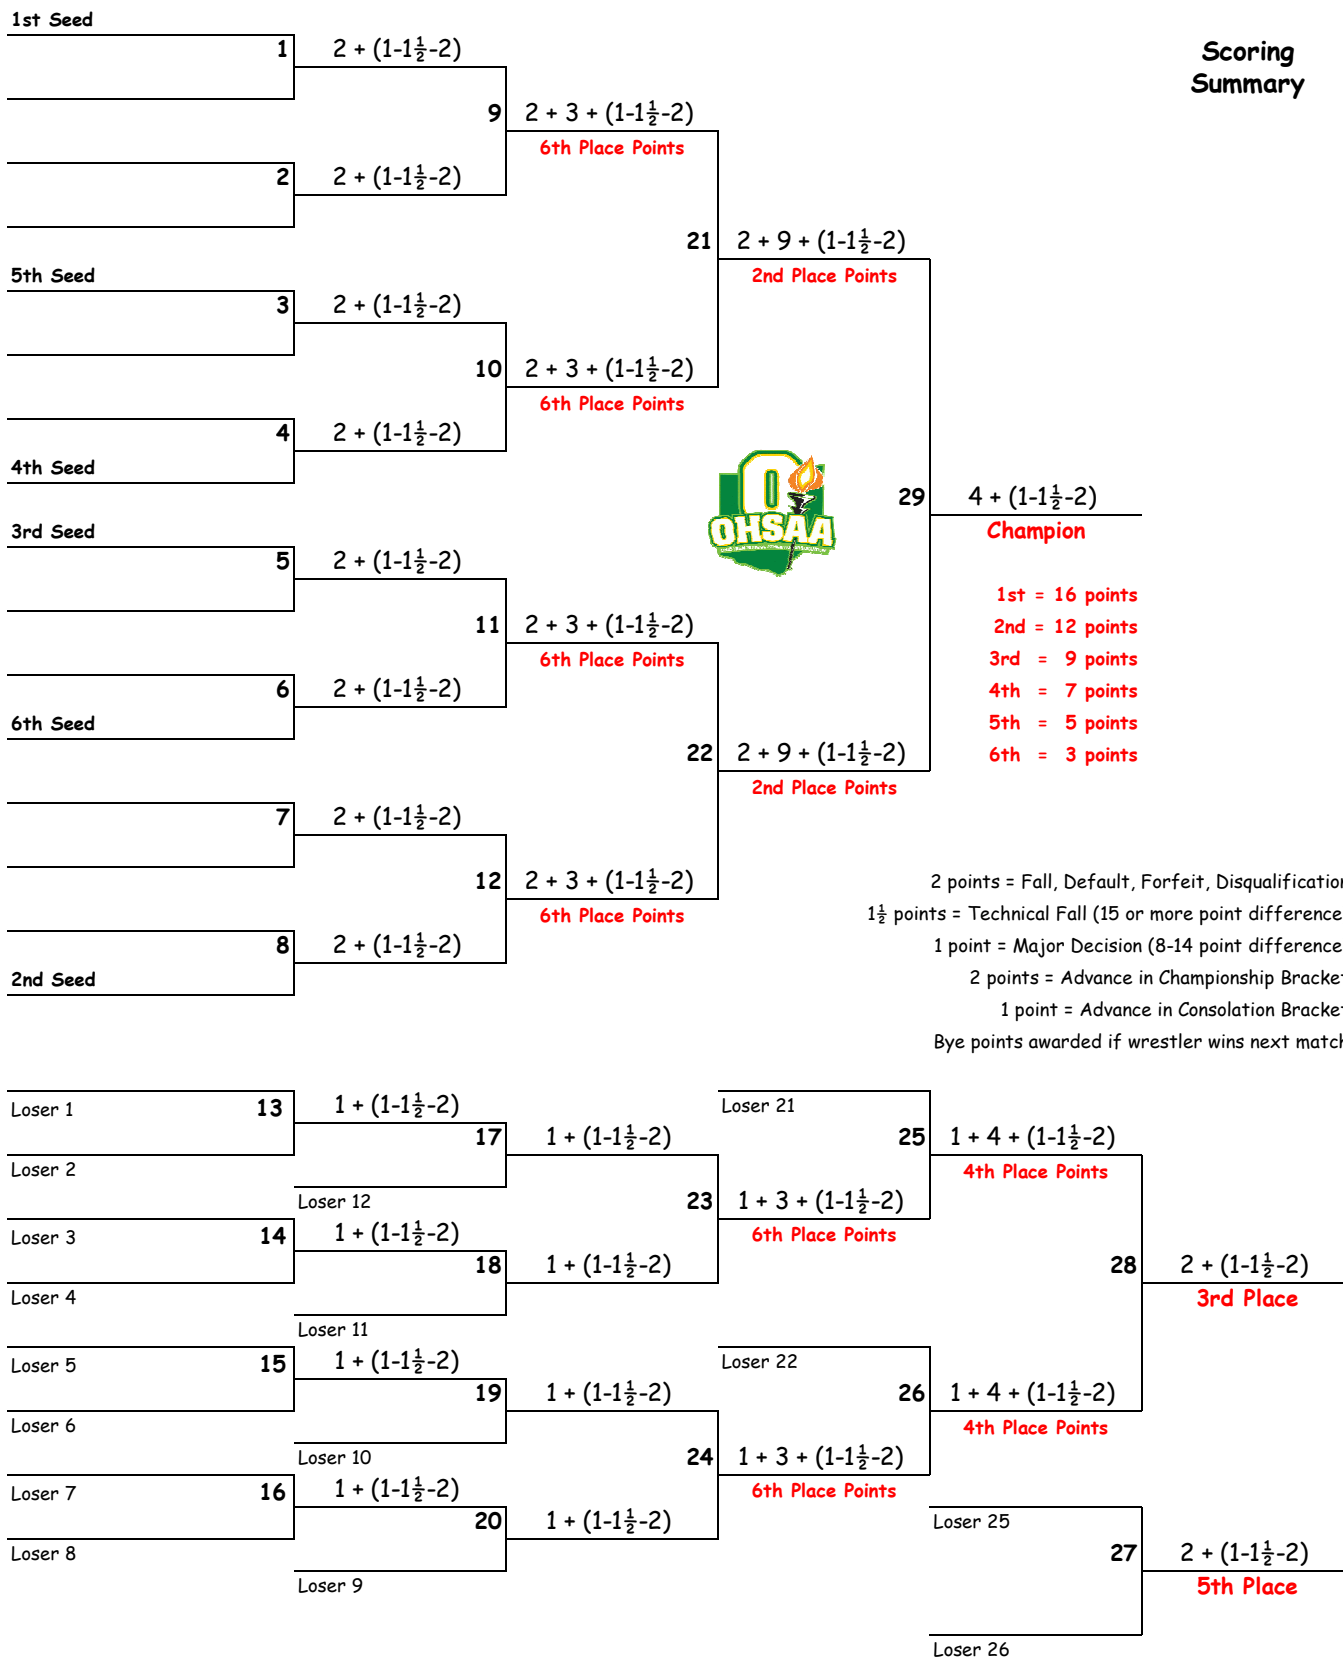 1st Seed
1 2 + (1-1½-2)
Scoring
Summary
9 2 + 3 + (1-1½-2)
6th Place Points
2 2 + (1-1½-2)
21 2 + 9 + (1-1½-2)
2nd Place Points
5th Seed
3 2 + (1-1½-2)
10 2 + 3 + (1-1½-2)
6th Place Points
4 2 + (1-1½-2)
4th Seed
O
OHSAA
29 4 + (1-1½-2)
Champion
3rd Seed
5 2 + (1-1½-2)
1st = 16 points
2nd = 12 points
3rd = 9 points
4th = 7 points
5th = 5 points
6th = 3 points
11 2 + 3 + (1-1½-2)
6th Place Points
6 2 + (1-1½-2)
6th Seed
22 2 + 9 + (1-1½-2)
2nd Place Points
7 2 + (1-1½-2)
12 2 + 3 + (1-1½-2)
6th Place Points
8 2 + (1-1½-2)
2nd Seed
2 points = Fall, Default, Forfeit, Disqualification
1½ points = Technical Fall (15 or more point difference
1 point = Major Decision (8-14 point difference
2 points = Advance in Championship Bracket
1 point = Advance in Consolation Bracket
Bye points awarded if wrestler wins next match
Loser 1 13 1 + (1-1½-2)
Loser 2
17 1 + (1-1½-2)
Loser 12
Loser 21
25 1 + 4 + (1-1½-2)
4th Place Points
23 1 + 3 + (1-1½-2)
6th Place Points
Loser 3 14 1 + (1-1½-2)
Loser 4
18 1 + (1-1½-2)
Loser 11
28 2 + (1-1½-2)
3rd Place
Loser 5 15 1 + (1-1½-2)
Loser 6
19 1 + (1-1½-2)
Loser 10
Loser 22
26 1 + 4 + (1-1½-2)
4th Place Points
24 1 + 3 + (1-1½-2)
6th Place Points
Loser 7 16 1 + (1-1½-2)
Loser 8
20 1 + (1-1½-2)
Loser 9
Loser 25
27 2 + (1-1½-2)
5th Place
Loser 26